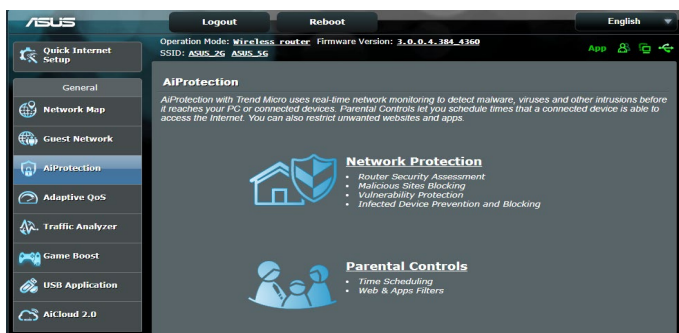 ASUS
Logout
Reboot
English
Quick Internet
Setup
Operation Mode: Wireless router Firmware Version: 3.0.0.4.384_4360
SSID: ASUS_2G ASUS_5G
App
General
Network Map
Guest Network
AiProtection
Adaptive QoS
Traffic Analyzer
Game Boost
USB Application
AiCloud 2.0
AiProtection
AiProtection with Trend Micro uses real-time network monitoring to detect malware, viruses and other intrusions before
it reaches your PC or connected devices. Parental Controls let you schedule times that a connected device is able to
access the Internet. You can also restrict unwanted websites and apps.
Network Protection
• Router Security Assessment
• Malicious Sites Blocking
• Vulnerability Protection
• Infected Device Prevention and Blocking
Parental Controls
• Time Scheduling
• Web & Apps Filters